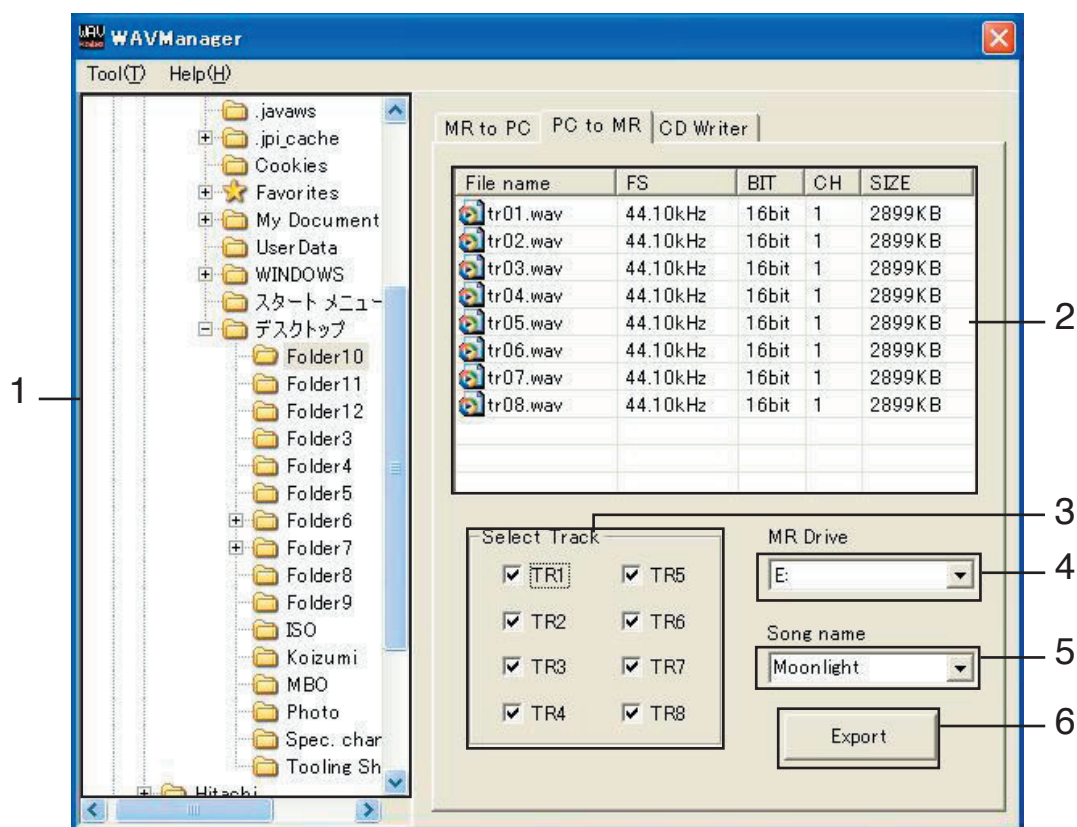 WAVManager
Tool(T) Help(H)
.javaws
.jpi_cache
Cookies
Favorites
My Document
UserData
WINDOWS
スタート メニュー
デスクトップ
Folder10
Folder11
Folder12
Folder3
Folder4
Folder5
Folder6
Folder7
Folder8
Folder9
ISO
Koizumi
MBO
Photo
Spec. char
Tooling Sh
Hitachi
1
MR to PC PC to MR CD Writer
File name FS BIT CH SIZE
tr01.wav 44.10kHz 16bit 1 2899KB
tr02.wav 44.10kHz 16bit 1 2899KB
tr03.wav 44.10kHz 16bit 1 2899KB
tr04.wav 44.10kHz 16bit 1 2899KB
tr05.wav 44.10kHz 16bit 1 2899KB
tr06.wav 44.10kHz 16bit 1 2899KB
tr07.wav 44.10kHz 16bit 1 2899KB
tr08.wav 44.10kHz 16bit 1 2899KB
2
Select Track
3
TR1 TR5
TR2 TR6
TR3 TR7
TR4 TR8
MR Drive
E:
4
Song name
Moonlight
5
Export
6